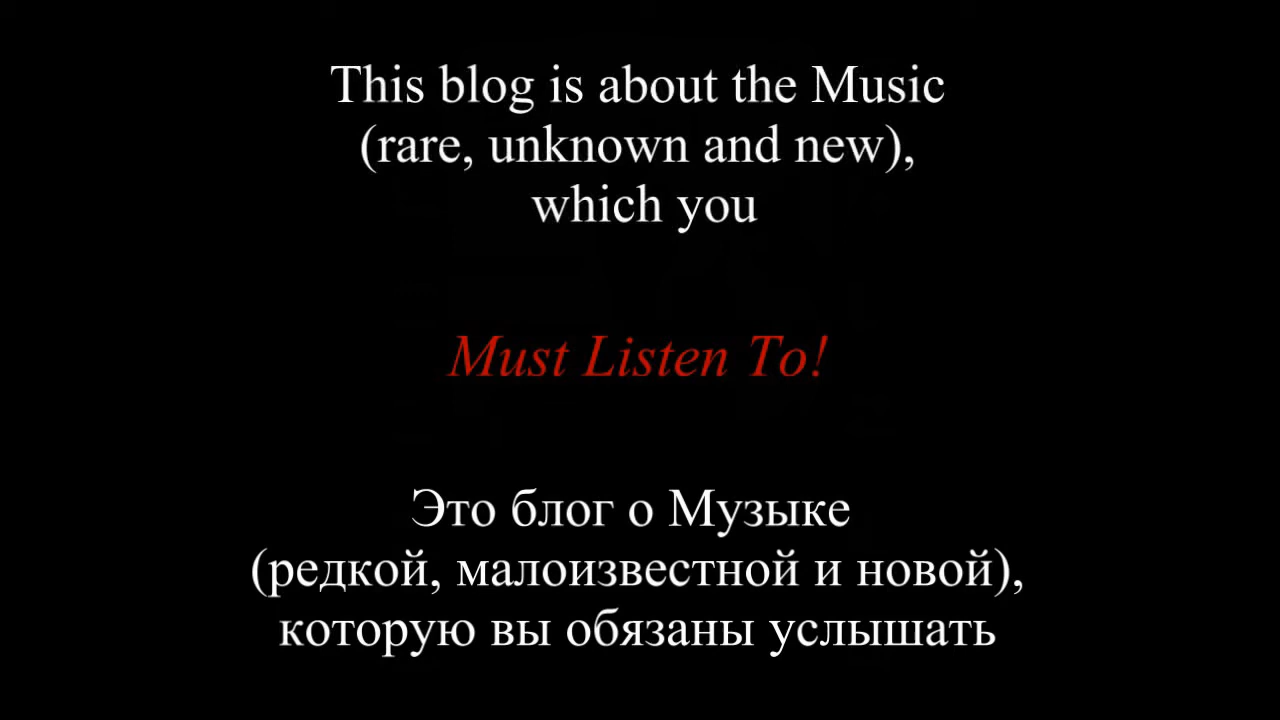 This blog is about the Music
(rare, unknown and new),
which you
Must Listen To!
Это блог о Музыке
(редкой, малоизвестной и новой),
которую вы обязаны услышать